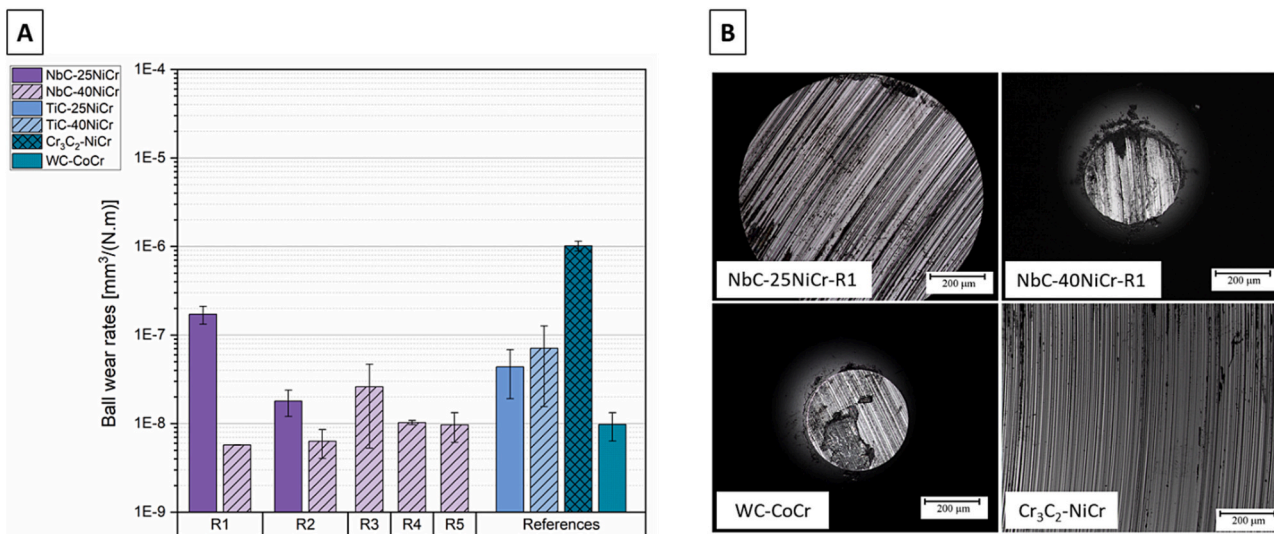 A
NbC-25NiCr
NbC-40NiCr
TiC-25NiCr
TiC-40NiCr
Cr₃C₂-NiCr
WC-CoCr
Ball wear rates [mm³/(N.m)]
1E-4
1E-5
1E-6
1E-7
1E-8
1E-9
R1 R2 R3 R4 R5 References
B
NbC-25NiCr-R1
200 μm
NbC-40NiCr-R1
200 μm
WC-CoCr
200 μm
Cr₃C₂-NiCr
200 μm